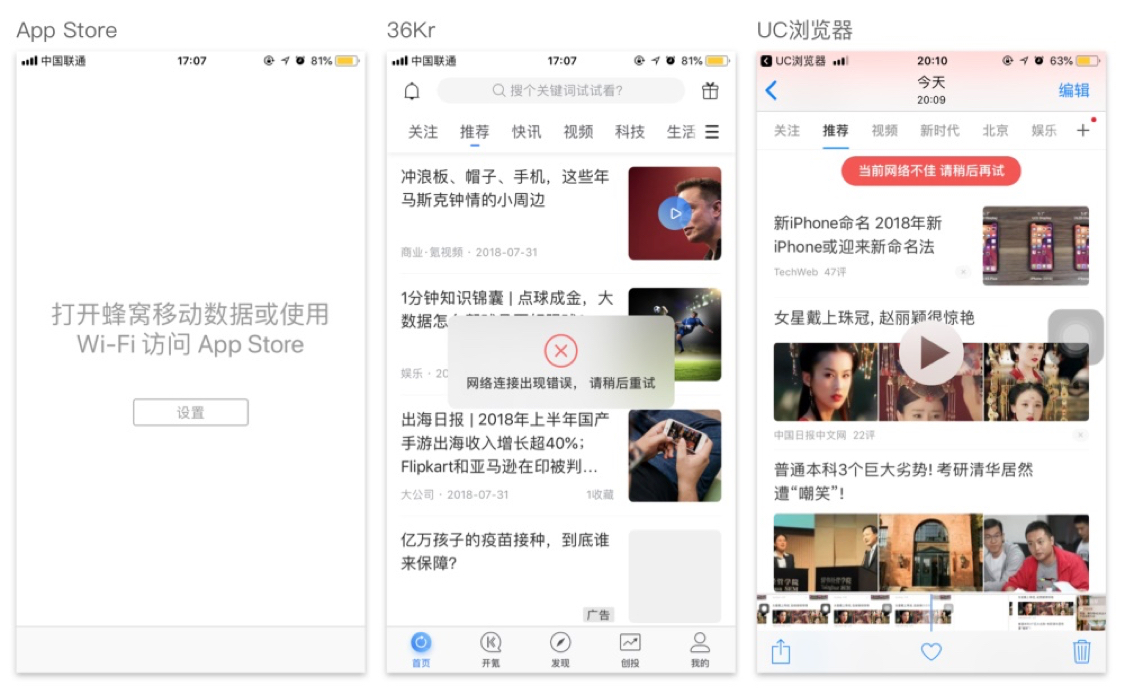 App Store
中国联通
17:07
81%
打开蜂窝移动数据或使用
Wi-Fi 访问 App Store
设置
36Kr
中国联通
17:07
81%
搜个关键词试试看?
关注 推荐 快讯 视频 科技 生活
冲浪板、帽子、手机，这些年
马斯克钟情的小周边
商业·氪视频 · 2018-07-31
1分钟知识锦囊 | 点球成金，大
数据怎
娱乐 · 20
网络连接出现错误， 请稍后重试
出海日报 | 2018年上半年国产
手游出海收入增长超40%；
Flipkart和亚马逊在印被判...
大公司 · 2018-07-31
1收藏
亿万孩子的疫苗接种，到底谁
来保障?
广告
首页 开氪 发现 创投 我的
UC浏览器
UC浏览器
20:10
63%
今天
20:09
编辑
关注 推荐 视频 新时代 北京 娱乐
当前网络不佳 请稍后再试
新iPhone命名 2018年新
iPhone或迎来新命名法
TechWeb 47评
女星戴上珠冠, 赵丽颖很惊艳
中国日报中文网 22评
普通本科3个巨大劣势! 考研清华居然
遭“嘲笑”!